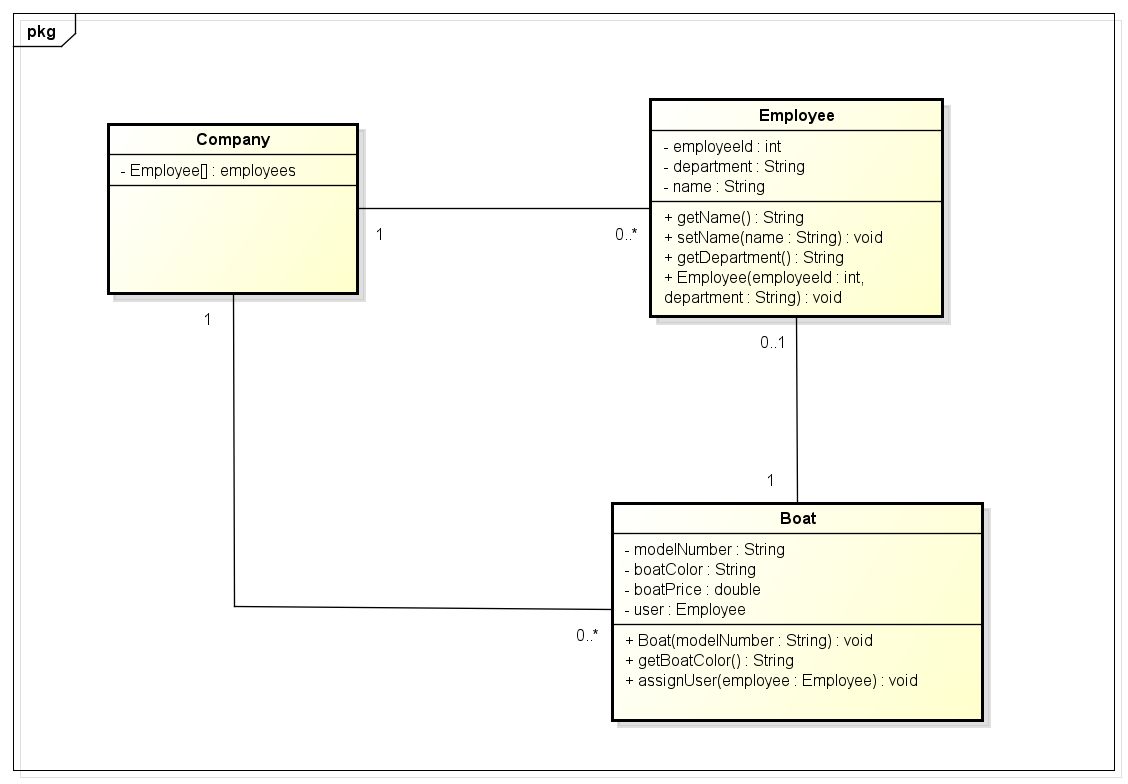 pkg
Company
- Employee[] : employees
1
0..*
1
Employee
- employeeId : int
- department : String
- name : String
+ getName() : String
+ setName(name : String) : void
+ getDepartment() : String
+ Employee(employeeId : int,
department : String) : void
0..1
1
Boat
- modelNumber : String
- boatColor : String
- boatPrice : double
- user : Employee
+ Boat(modelNumber : String) : void
+ getBoatColor() : String
+ assignUser(employee : Employee) : void
0..*